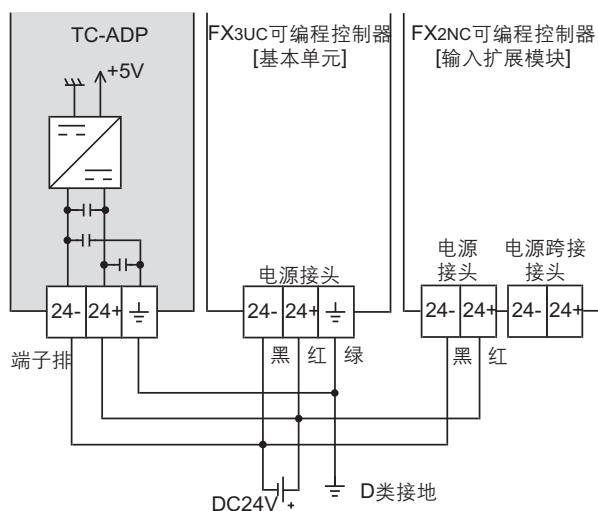 TC-ADP
+5V
24- 24+
端子排
FX3UC可编程控制器
[基本单元]
电源接头
24- 24+
黑 红 绿
FX2NC可编程控制器
[输入扩展模块]
电源
接头
电源跨接
接头
24- 24+ 24- 24+
黑 红
DC24V
+
D类接地